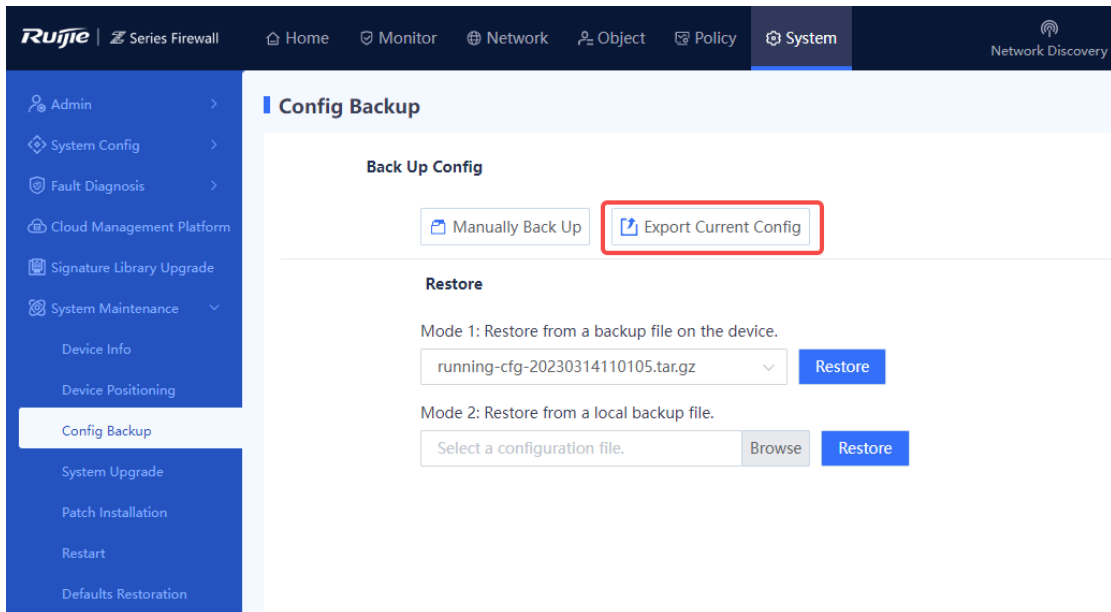 Ruijie | Z Series Firewall
Home
Monitor
Network
Object
Policy
System
Network Discovery
Admin
System Config
Fault Diagnosis
Cloud Management Platform
Signature Library Upgrade
System Maintenance
Device Info
Device Positioning
Config Backup
System Upgrade
Patch Installation
Restart
Defaults Restoration
Config Backup
Back Up Config
Manually Back Up
Export Current Config
Restore
Mode 1: Restore from a backup file on the device.
running-cfg-20230314110105.tar.gz
Restore
Mode 2: Restore from a local backup file.
Select a configuration file.
Browse
Restore